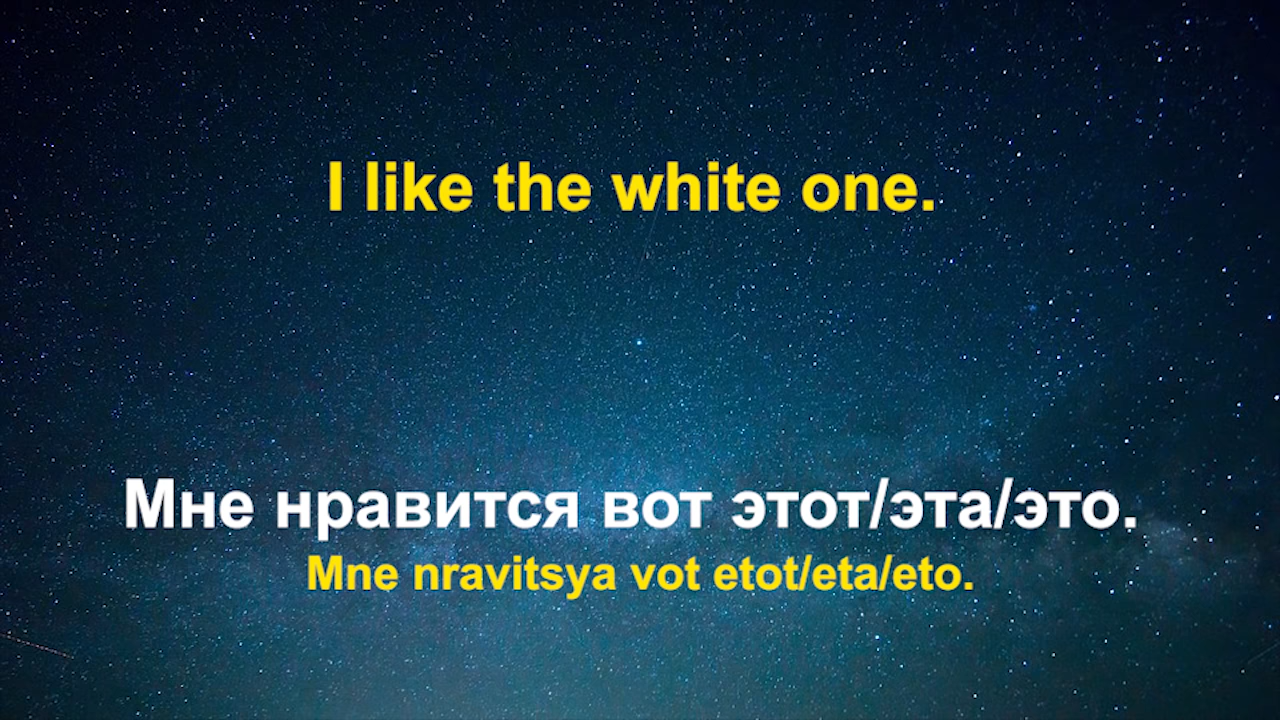 I like the white one.
Мне нравится вот этот/эта/это.
Mne nravitsya vot etot/eta/eto.